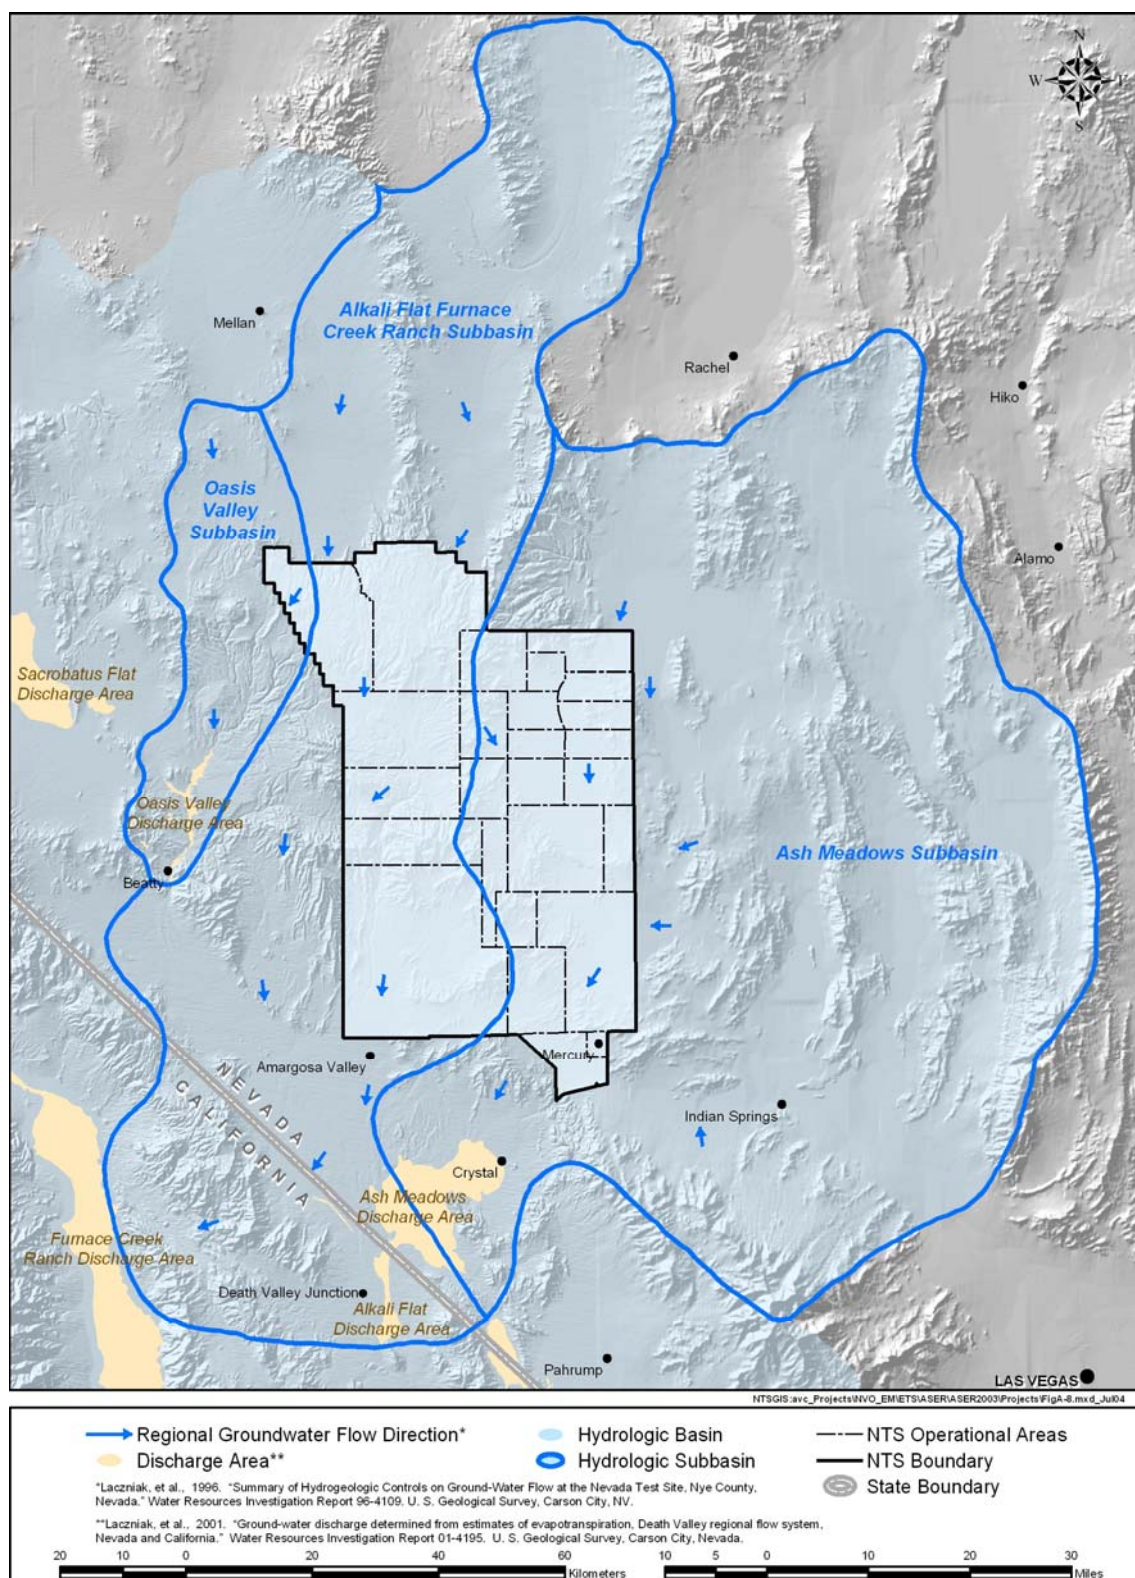 N
W
E
S
Mellan
Alkali Flat Furnace
Creek Ranch Subbasin
Rachel
Hiko
Oasis
Valley
Subbasin
Alamo
Sacrobatus Flat
Discharge Area
Oasis Valley
Discharge Area
Ash Meadows Subbasin
Beatty
Mercury
Amargosa Valley
NEVADA
CALIFORNIA
Indian Springs
Crystal
Ash Meadows
Discharge Area
Furnace Creek
Ranch Discharge Area
Death Valley Junction
Alkali Flat
Discharge Area
Pahrump
LAS VEGAS
NTSGIS:avc_Projects\NVO_EM\ETS\ASER\ASER2003\Projects\FigA-8.mxd_Jul04
Regional Groundwater Flow Direction*
Hydrologic Basin
NTS Operational Areas
Discharge Area**
Hydrologic Subbasin
NTS Boundary
State Boundary
*Laczniak, et al., 1996. "Summary of Hydrogeologic Controls on Ground-Water Flow at the Nevada Test Site, Nye County,
Nevada." Water Resources Investigation Report 96-4109. U. S. Geological Survey, Carson City, NV.
**Laczniak, et al., 2001. "Ground-water discharge determined from estimates of evapotranspiration, Death Valley regional flow system,
Nevada and California." Water Resources Investigation Report 01-4195. U. S. Geological Survey, Carson City, Nevada.
20 10 0 20 40 60 Kilometers
10 5 0 10 20 30 Miles